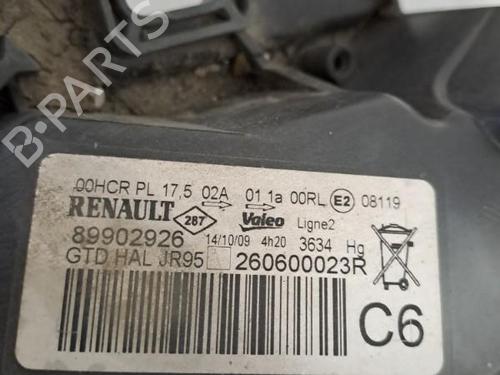 B-PARTS
00HCR PL 17,5 02A 01 1a 00RL E2 08119
RENAULT 287 Valeo Ligne2
89902926 14/10/09 4h20 3634 Hg
GTD HAL JR95 260600023R
C6